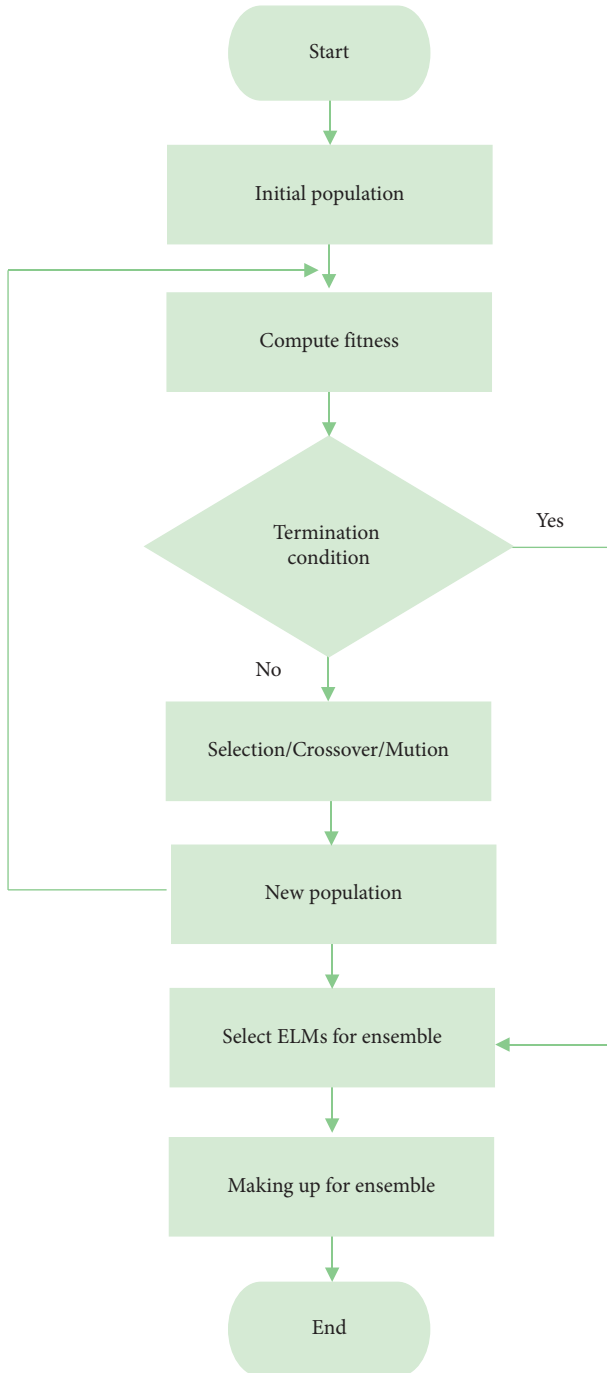 Start
Initial population
Compute fitness
Termination
condition
Yes
No
Selection/Crossover/Mution
New population
Select ELMs for ensemble
Making up for ensemble
End